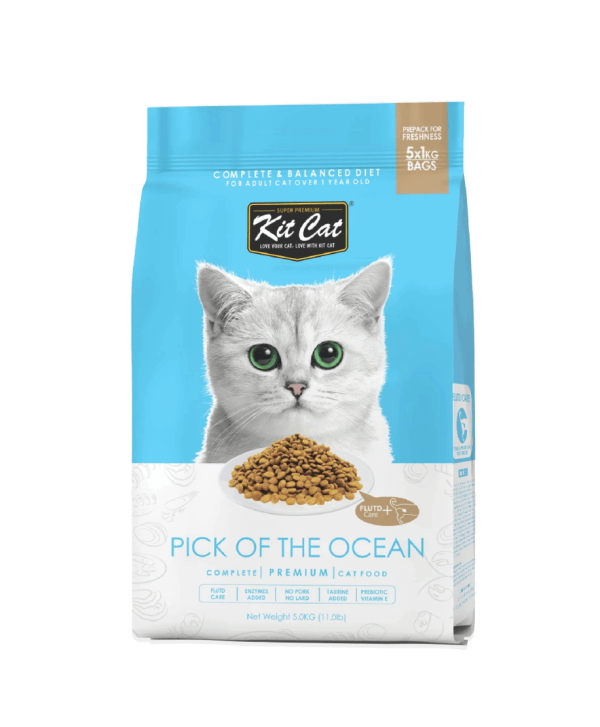 PREPACK FOR
FRESHNESS
5x1KG
BAGS
COMPLETE & BALANCED DIET
FOR ADULT CAT OVER 1 YEAR OLD
SUPER PREMIUM
Kit Cat
®
LOVE YOUR CAT, LOVE WITH KIT CAT
FLUTD
Care +
PICK OF THE OCEAN
COMPLETE | PREMIUM | CAT FOOD
FLUTD CARE
ENZYMES ADDED
NO PORK NO LARD
TAURINE ADDED
PREBIOTIC VITAMIN E
Net Weight 5.0KG (11.0lb)